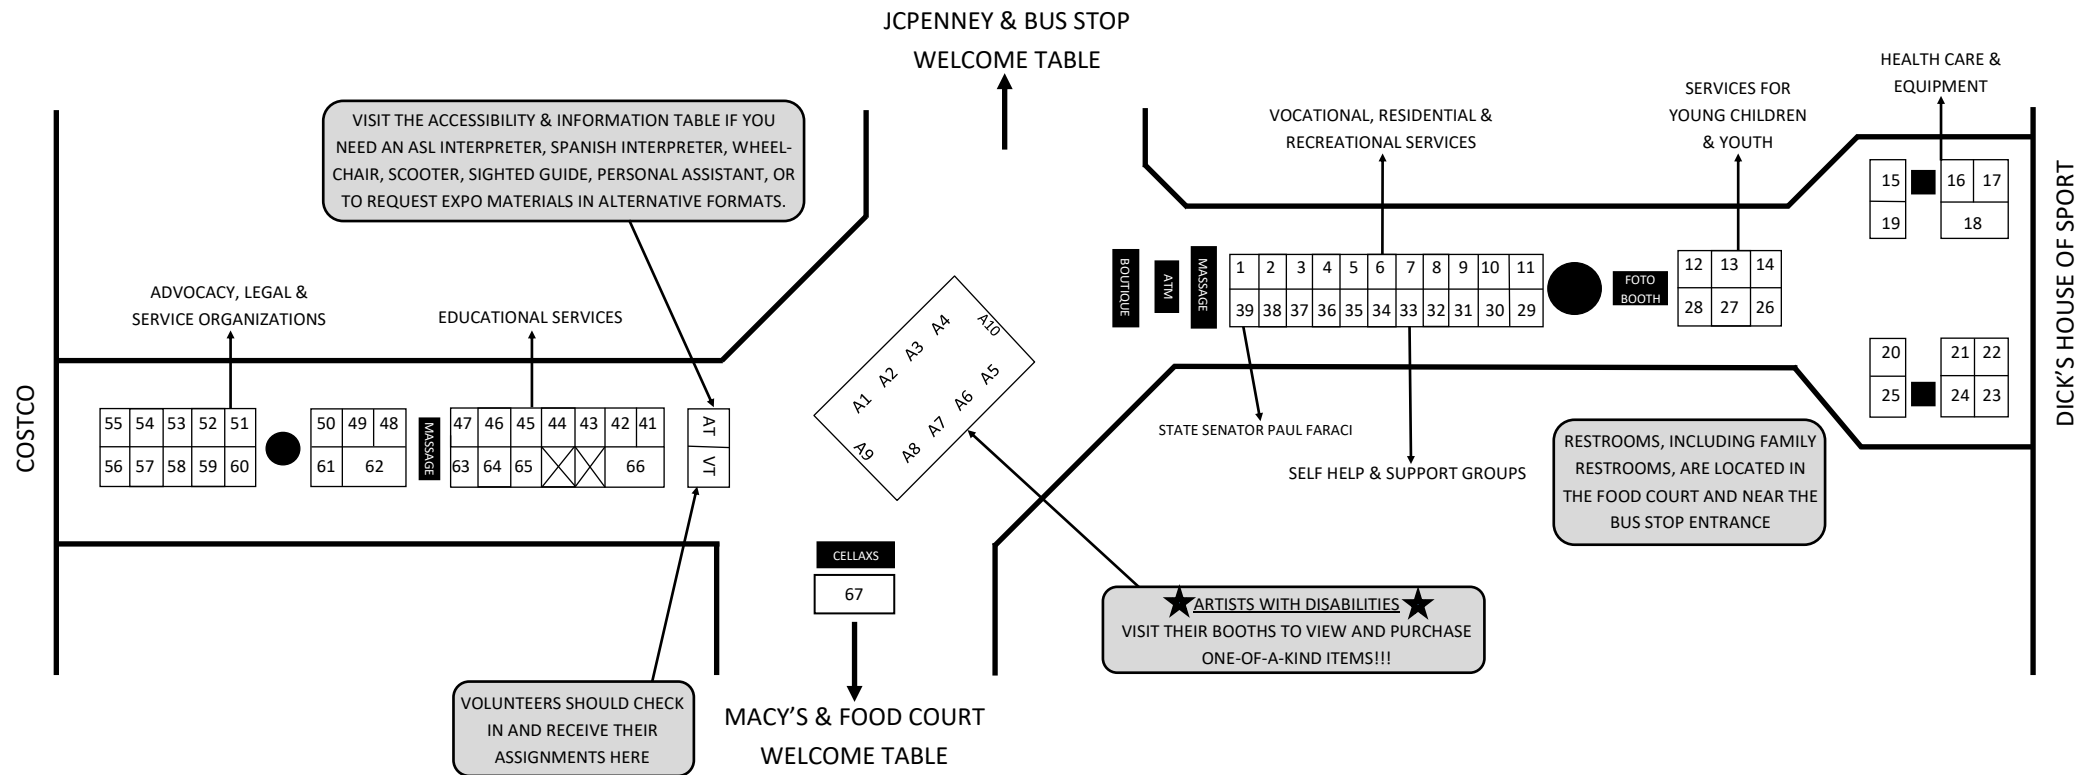 JCPENNEY & BUS STOP
WELCOME TABLE
HEALTH CARE &
EQUIPMENT
SERVICES FOR
YOUNG CHILDREN
& YOUTH
VOCATIONAL, RESIDENTIAL &
RECREATIONAL SERVICES
VISIT THE ACCESSIBILITY & INFORMATION TABLE IF YOU
NEED AN ASL INTERPRETER, SPANISH INTERPRETER, WHEEL-
CHAIR, SCOOTER, SIGHTED GUIDE, PERSONAL ASSISTANT, OR
TO REQUEST EXPO MATERIALS IN ALTERNATIVE FORMATS.
ADVOCACY, LEGAL &
SERVICE ORGANIZATIONS
EDUCATIONAL SERVICES
COSTCO
55 54 53 52 51
56 57 58 59 60
50 49 48
61 62
MASSAGE
47 46 45 44 43 42 41
63 64 65 66
AT
VT
A1 A2 A3 A4
A10
A9
A8 A7 A6 A5
BOUTIQUE
ATM
MASSAGE
1 2 3 4 5 6 7 8 9 10 11
39 38 37 36 35 34 33 32 31 30 29
FOTO
BOOTH
12 13 14
28 27 26
15 16 17
19 18
20 21 22
25 24 23
DICK'S HOUSE OF SPORT
STATE SENATOR PAUL FARACI
SELF HELP & SUPPORT GROUPS
RESTROOMS, INCLUDING FAMILY
RESTROOMS, ARE LOCATED IN
THE FOOD COURT AND NEAR THE
BUS STOP ENTRANCE
CELLAXS
67
ARTISTS WITH DISABILITIES
VISIT THEIR BOOTHS TO VIEW AND PURCHASE
ONE-OF-A-KIND ITEMS!!!
VOLUNTEERS SHOULD CHECK
IN AND RECEIVE THEIR
ASSIGNMENTS HERE
MACY'S & FOOD COURT
WELCOME TABLE